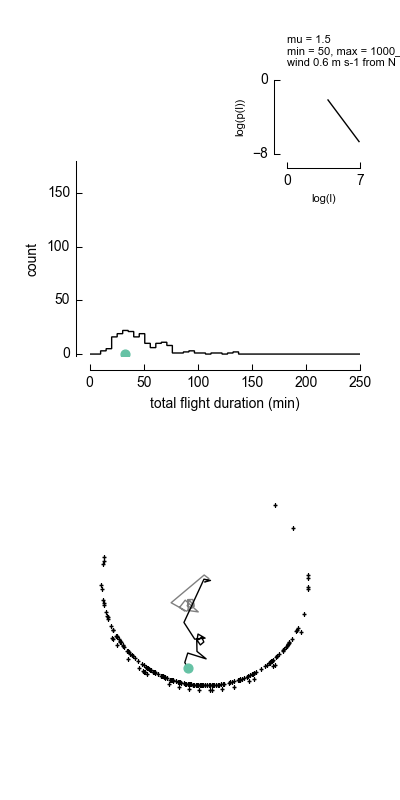 mu = 1.5
min = 50, max = 1000_
wind 0.6 m s-1 from N
0
log(p(l))
−8
0
7
log(l)
150
100
50
0
count
0
50
100
150
200
250
total flight duration (min)